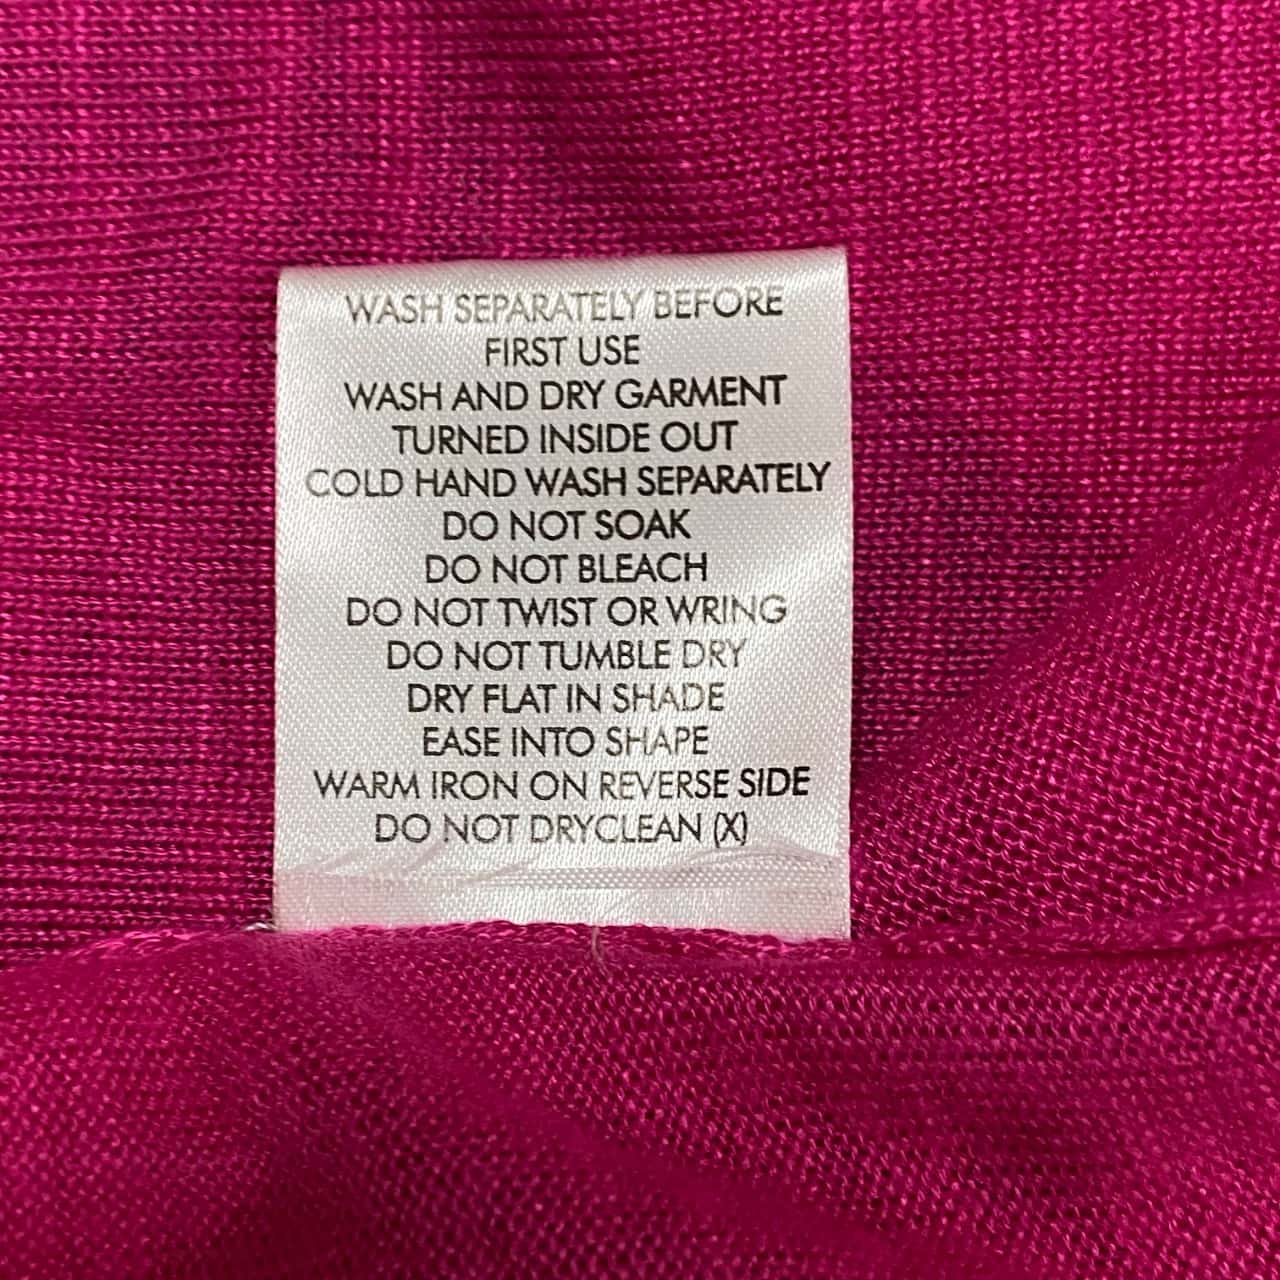 WASH SEPARATELY BEFORE
FIRST USE
WASH AND DRY GARMENT
TURNED INSIDE OUT
COLD HAND WASH SEPARATELY
DO NOT SOAK
DO NOT BLEACH
DO NOT TWIST OR WRING
DO NOT TUMBLE DRY
DRY FLAT IN SHADE
EASE INTO SHAPE
WARM IRON ON REVERSE SIDE
DO NOT DRYCLEAN (X)